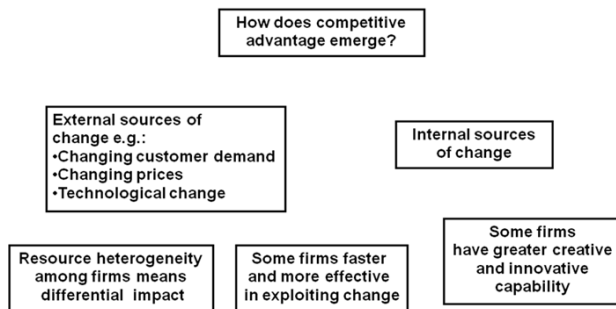 How does competitive
advantage emerge?
External sources of
change e.g.:
•Changing customer demand
•Changing prices
•Technological change
Internal sources
of change
Resource heterogeneity
among firms means
differential impact
Some firms faster
and more effective
in exploiting change
Some firms
have greater creative
and innovative
capability